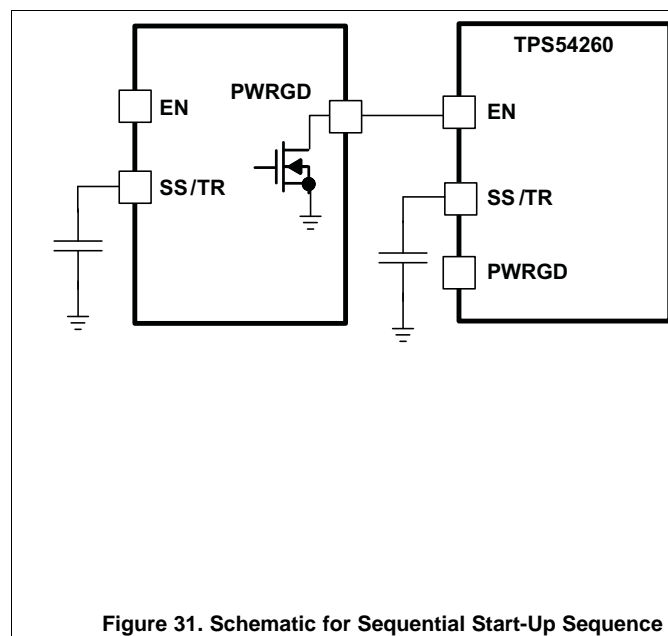 TPS54260
PWRGD
EN
EN
SS/TR
SS/TR
PWRGD
Figure 31. Schematic for Sequential Start-Up Sequence